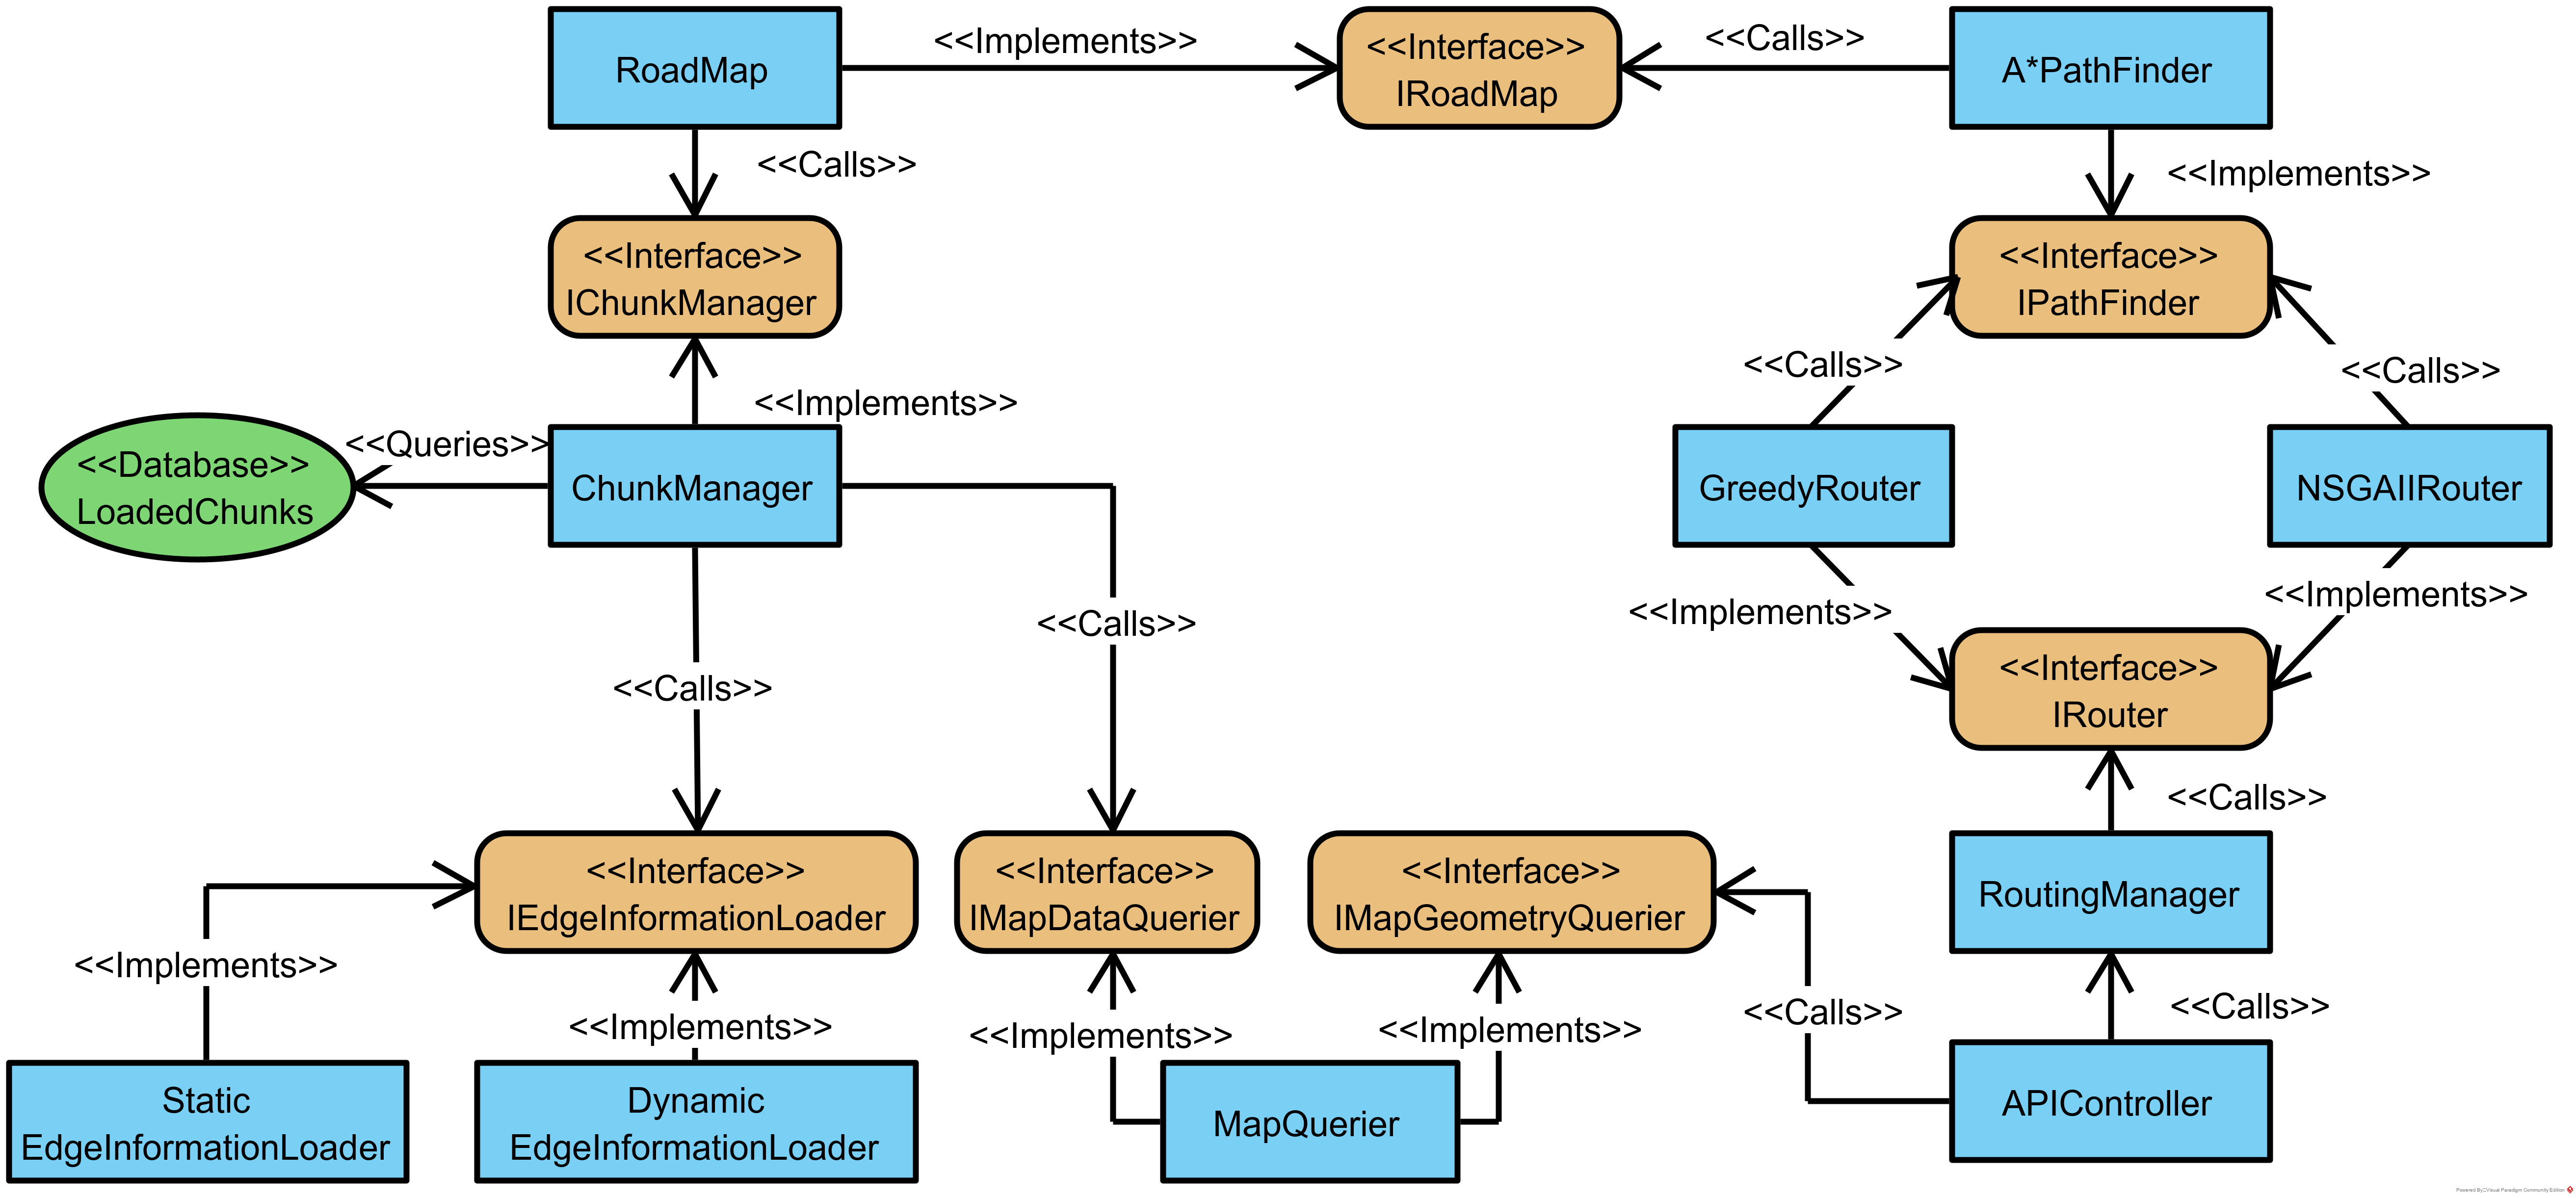 RoadMap
<<Implements>>
<<Interface>>
IRoadMap
<<Calls>>
A*PathFinder
<<Calls>>
<<Implements>>
<<Interface>>
IChunkManager
<<Interface>>
IPathFinder
<<Calls>>
<<Calls>>
<<Implements>>
<<Queries>>
<<Database>>
LoadedChunks
ChunkManager
GreedyRouter
NSGAIIRouter
<<Calls>>
<<Implements>>
<<Implements>>
<<Calls>>
<<Interface>>
IRouter
<<Calls>>
<<Interface>>
IEdgeInformationLoader
<<Interface>>
IMapDataQuerier
<<Interface>>
IMapGeometryQuerier
RoutingManager
<<Implements>>
<<Implements>>
<<Implements>>
<<Implements>>
<<Calls>>
<<Calls>>
Static
EdgeInformationLoader
Dynamic
EdgeInformationLoader
MapQuerier
APIController
Powered By Visual Paradigm Community Edition